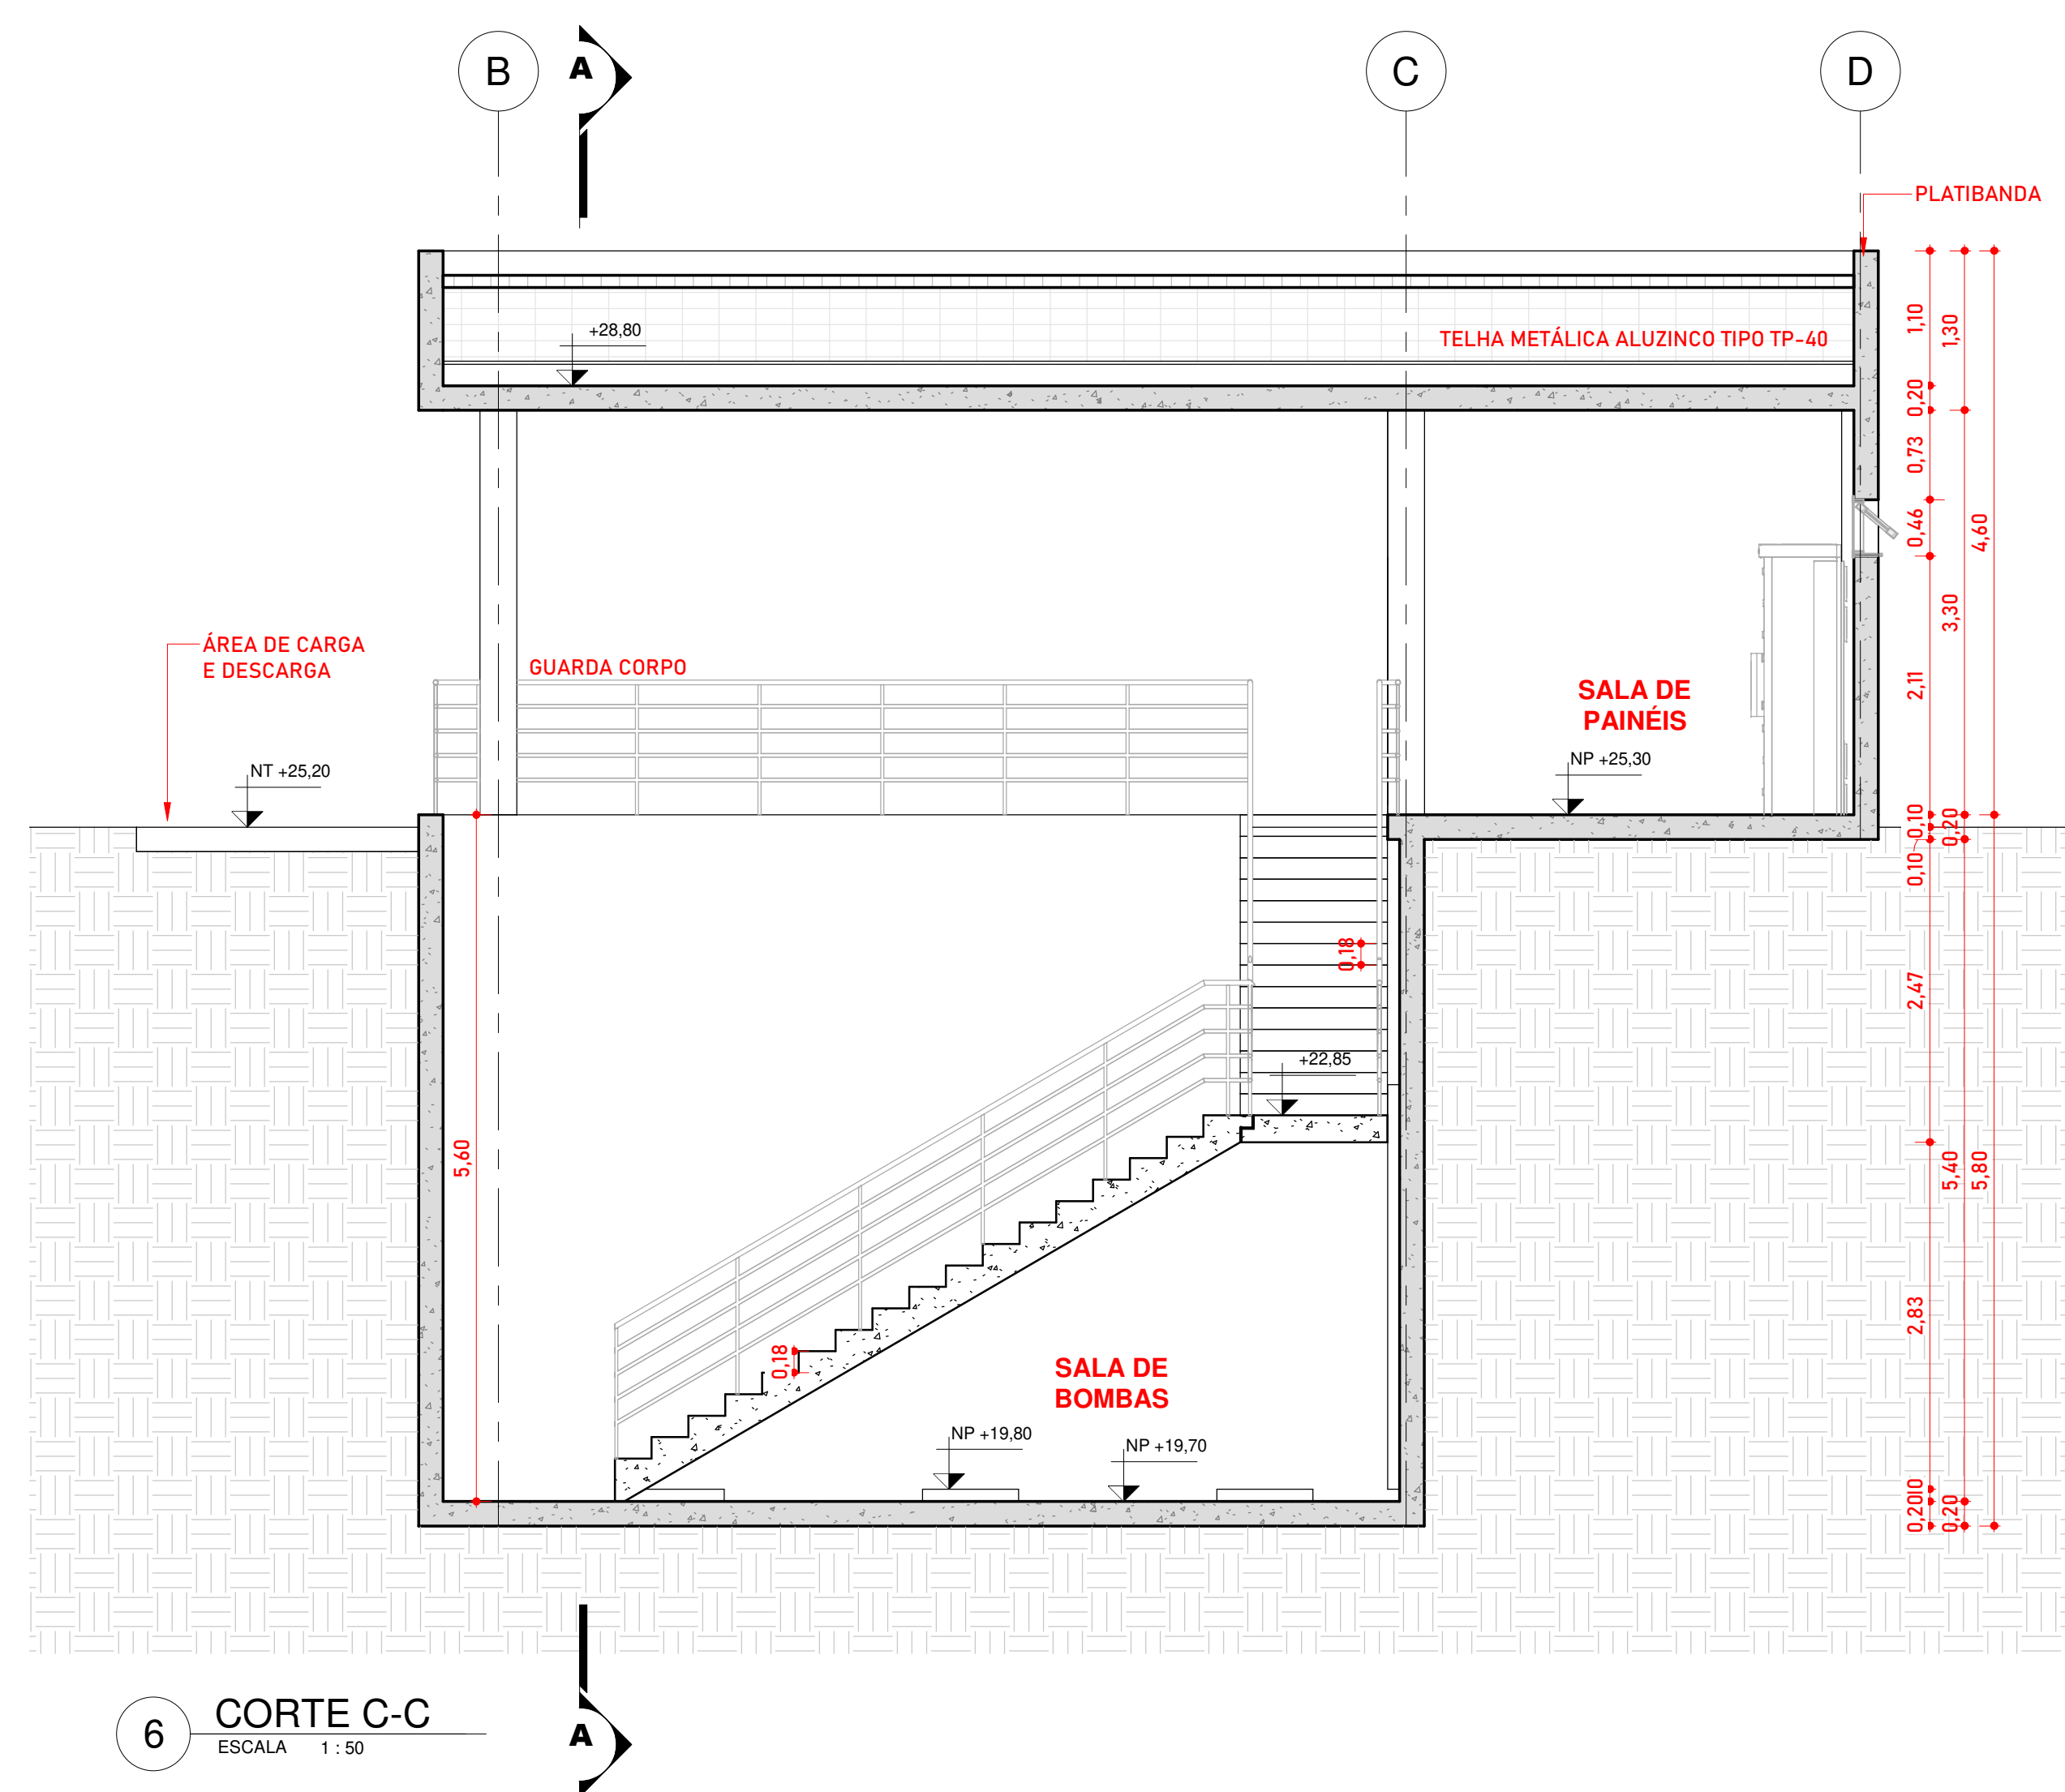 B
A
C
D
PLATIBANDA
+28,80
TELHA METÁLICA ALUZINCO TIPO TP-40
1,10
1,30
0,20
0,73
0,46
4,60
3,30
2,11
ÁREA DE CARGA
E DESCARGA
GUARDA CORPO
SALA DE
PAINÉIS
NT +25,20
NP +25,30
0,10
0,20
0,10
0,18
2,47
+22,85
5,60
5,40
5,80
2,83
0,18
SALA DE
BOMBAS
NP +19,80
NP +19,70
0,2010
0,20
6
CORTE C-C
ESCALA 1 : 50
A